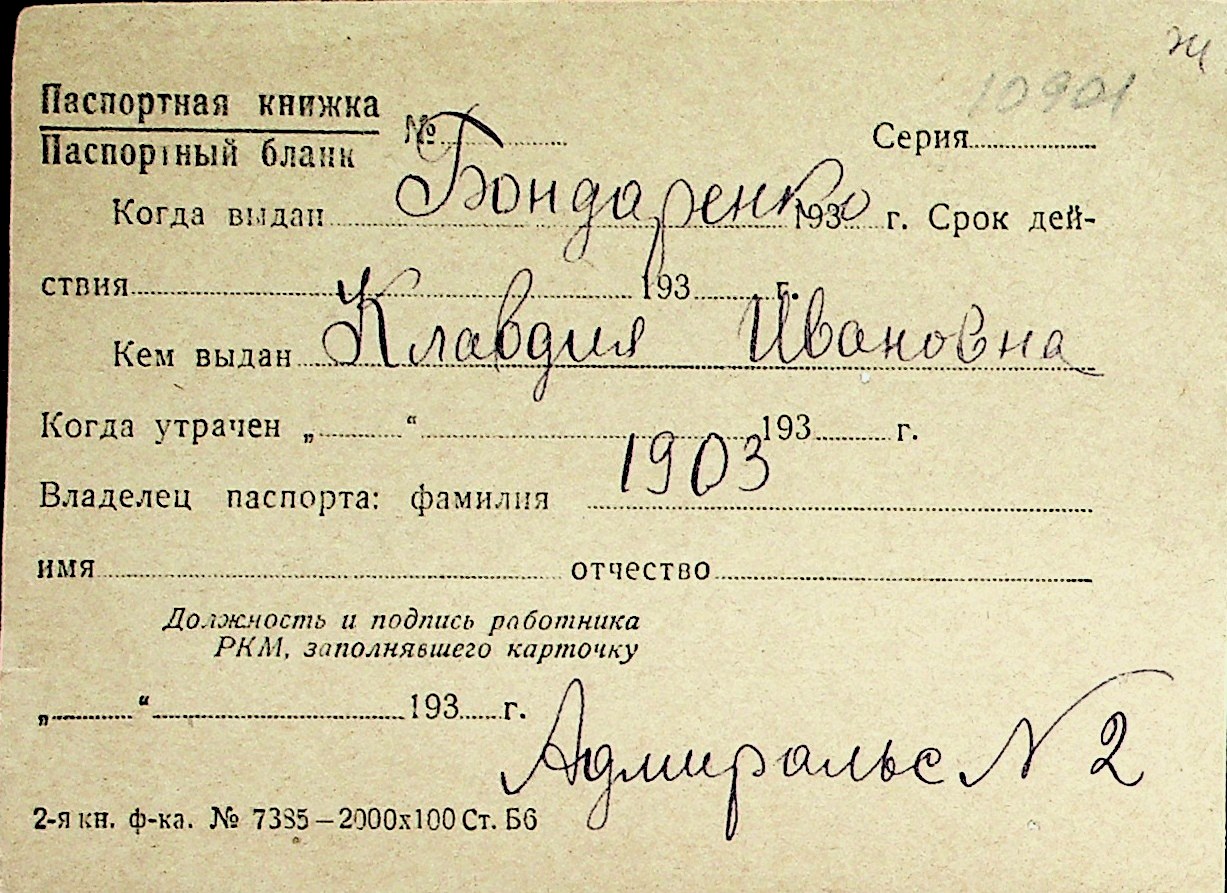 ж
10901
Паспортная книжка
Паспортный бланк
№ Серия
Бондаренко
Когда выдан 193 г. Срок дей-
ствия 193 г.
Клавдия Ивановна
Кем выдан
Когда утрачен „ “ 193 г.
1903
Владелец паспорта: фамилия
имя отчество
Должность и подпись работника
РКМ, заполнявшего карточку
„ “ 193 г.
Адмиральс N 2
2-я кн. ф-ка. № 7385–2000х100 Ст. Б6